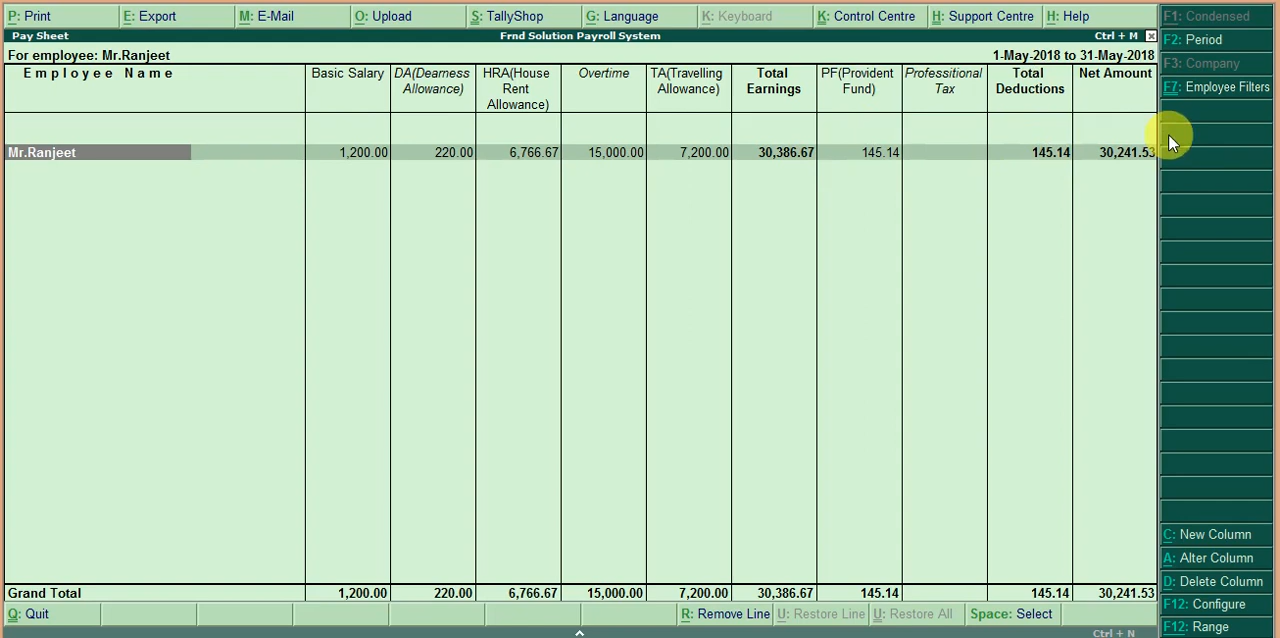 P: Print E: Export M: E-Mail O: Upload S: TallyShop G: Language K: Keyboard K: Control Centre H: Support Centre H: Help F1: Condensed
Pay Sheet Frnd Solution Payroll System Ctrl + M x
F2: Period
For employee: Mr.Ranjeet 1-May-2018 to 31-May-2018
F3: Company
Employee Name Basic Salary DA(Dearness Allowance) HRA(House Rent Allowance) Overtime TA(Travelling Allowance) Total Earnings PF(Provident Fund) Professitional Tax Total Deductions Net Amount
F7: Employee Filters
Mr.Ranjeet 1,200.00 220.00 6,766.67 15,000.00 7,200.00 30,386.67 145.14 145.14 30,241.53
C: New Column
A: Alter Column
D: Delete Column
Grand Total 1,200.00 220.00 6,766.67 15,000.00 7,200.00 30,386.67 145.14 145.14 30,241.53
F12: Configure
Q: Quit R: Remove Line U: Restore Line U: Restore All Space: Select
F12: Range
Ctrl + N